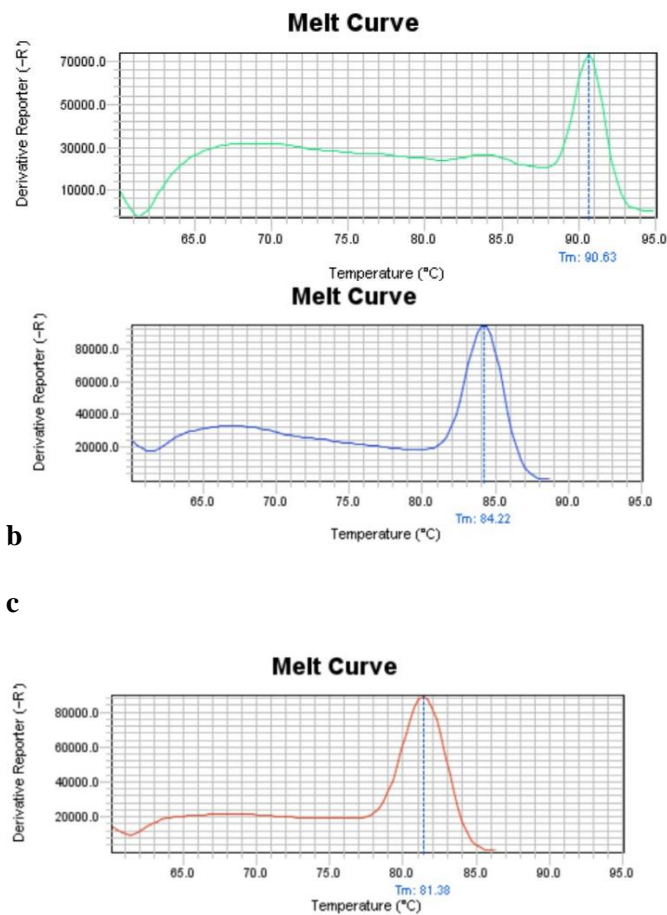 Melt Curve
Derivative Reporter (-R')
70000.0
50000.0
30000.0
10000.0
65.0 70.0 75.0 80.0 85.0 90.0 95.0
Tm: 90.63
Temperature (°C)
Melt Curve
Derivative Reporter (-R')
80000.0
60000.0
40000.0
20000.0
65.0 70.0 75.0 80.0 85.0 90.0 95.0
Tm: 84.22
Temperature (°C)
b
c
Melt Curve
Derivative Reporter (-R')
80000.0
60000.0
40000.0
20000.0
65.0 70.0 75.0 80.0 85.0 90.0 95.0
Tm: 81.38
Temperature (°C)